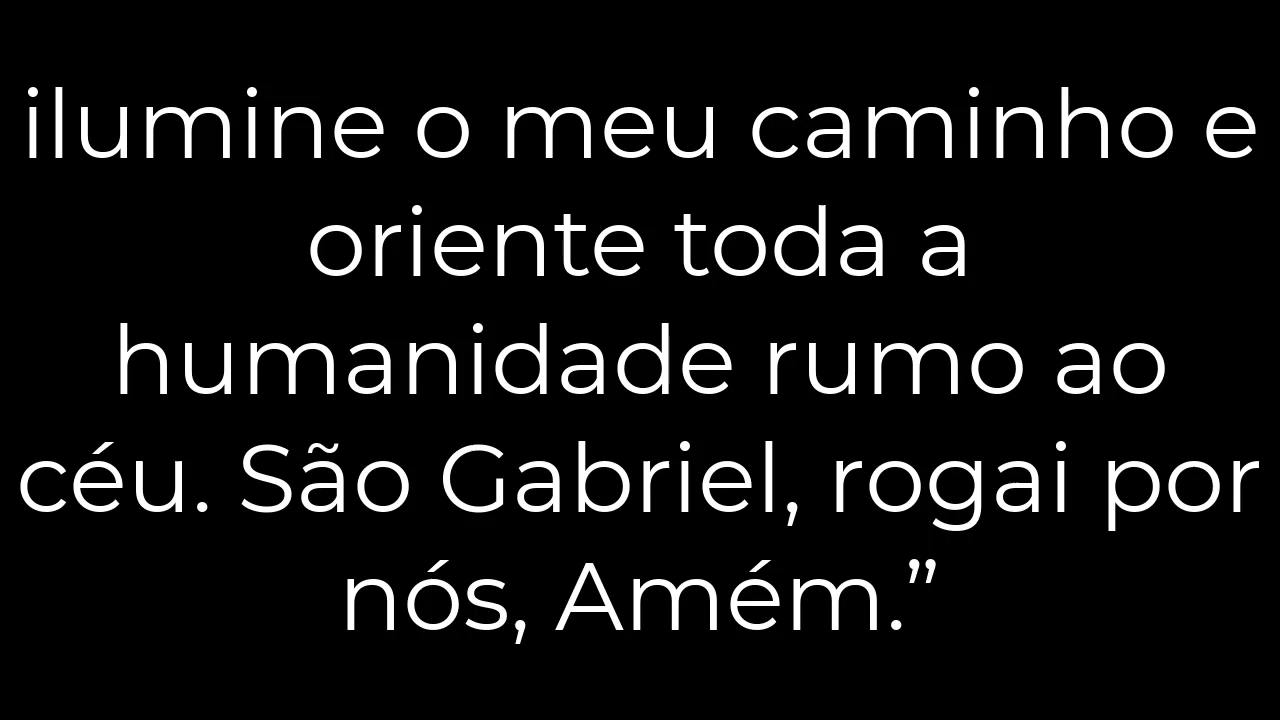 ilumine o meu caminho e
oriente toda a
humanidade rumo ao
céu. São Gabriel, rogai por
nós, Amém.”